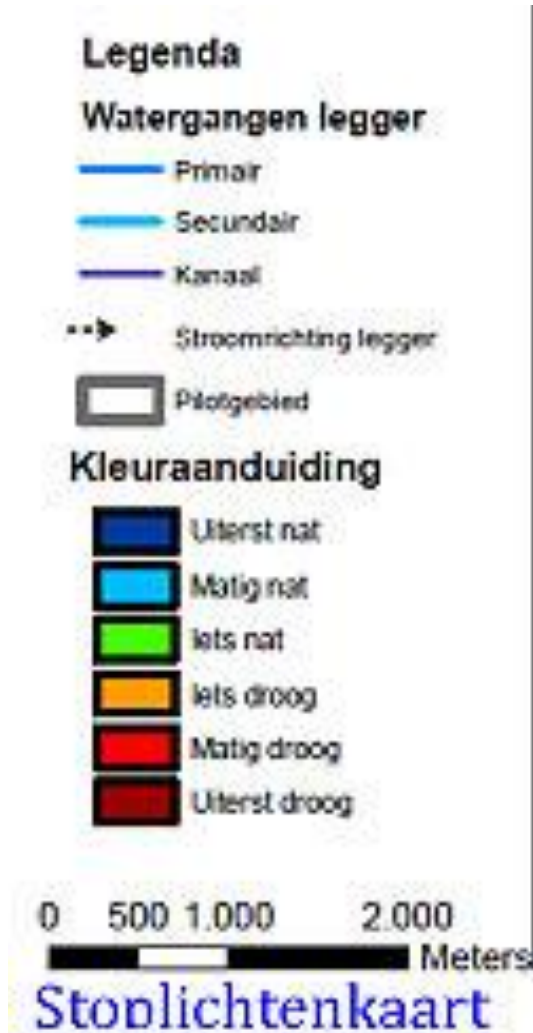 Legenda
Watergangen legger
Primair
Secundair
Kanaal
Stroomrichting legger
Pilotgebied
Kleuraanduiding
Uiterst nat
Matig nat
Iets nat
Iets droog
Matig droog
Uiterst droog
0 500 1.000 2.000
Meters
Stoplichtenkaart